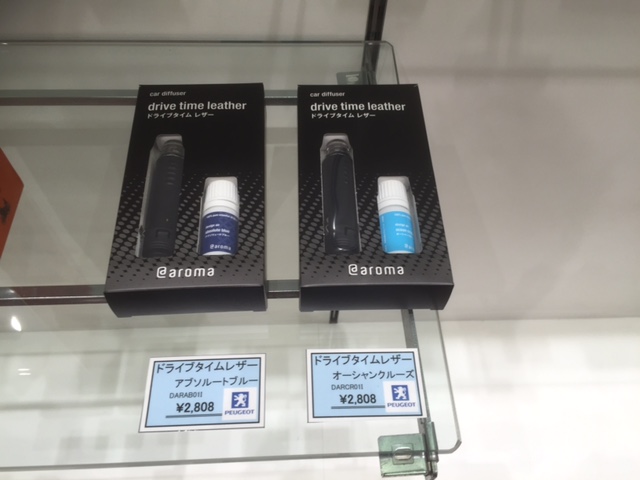 car diffuser
drive time leather
ドライブタイム レザー
@aroma
@aroma
car diffuser
drive time leather
ドライブタイム レザー
@aroma
@aroma
ドライブタイムレザー
アブソルートブルー
DARAB01I
¥2,808
PEUGEOT
ドライブタイムレザー
オーシャンクルーズ
DARCR01I
¥2,808
PEUGEOT